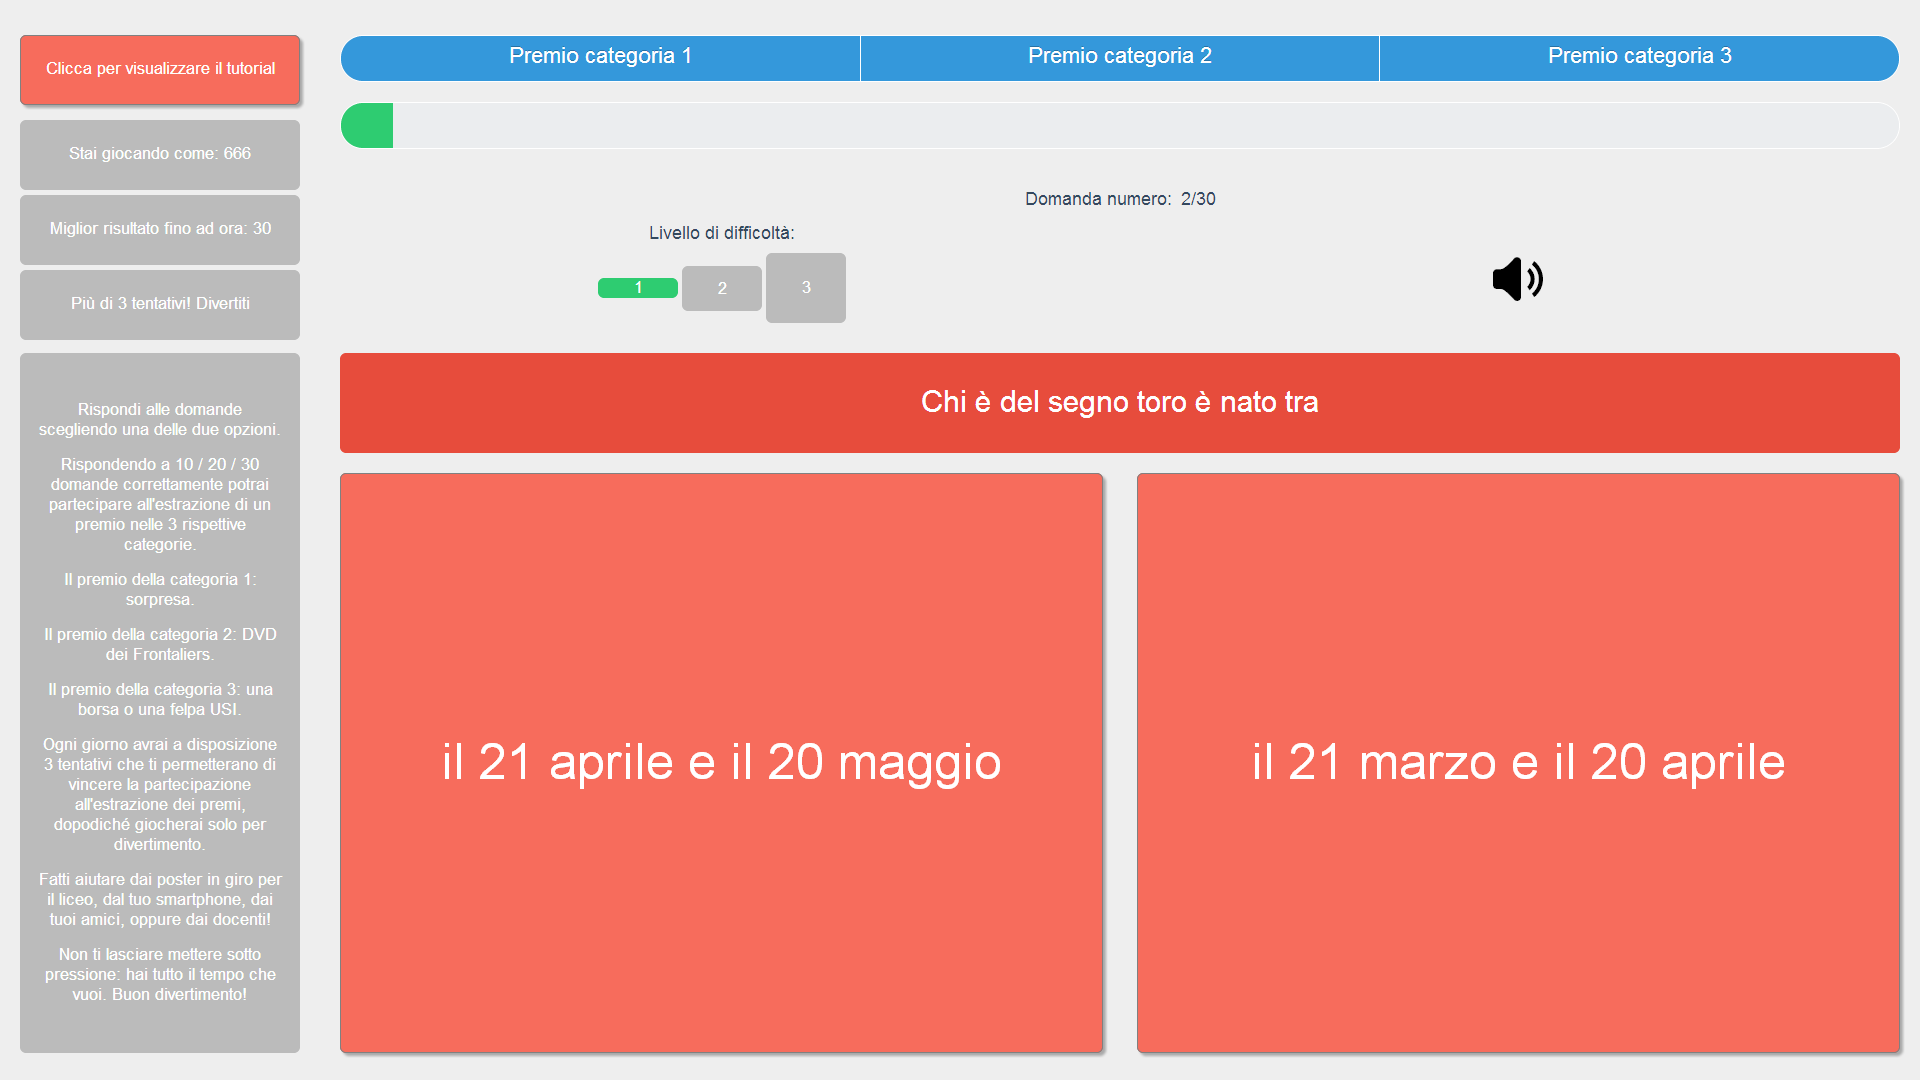 Clicca per visualizzare il tutorial
Stai giocando come: 666
Miglior risultato fino ad ora: 30
Più di 3 tentativi! Divertiti
Rispondi alle domande
scegliendo una delle due opzioni.
Rispondendo a 10 / 20 / 30
domande correttamente potrai
partecipare all'estrazione di un
premio nelle 3 rispettive
categorie.
Il premio della categoria 1:
sorpresa.
Il premio della categoria 2: DVD
dei Frontaliers.
Il premio della categoria 3: una
borsa o una felpa USI.
Ogni giorno avrai a disposizione
3 tentativi che ti permetterano di
vincere la partecipazione
all'estrazione dei premi,
dopodiché giocherai solo per
divertimento.
Fatti aiutare dai poster in giro per
il liceo, dal tuo smartphone, dai
tuoi amici, oppure dai docenti!
Non ti lasciare mettere sotto
pressione: hai tutto il tempo che
vuoi. Buon divertimento!
Premio categoria 1
Premio categoria 2
Premio categoria 3
Domanda numero: 2/30
Livello di difficoltà:
1
2
3
Chi è del segno toro è nato tra
il 21 aprile e il 20 maggio
il 21 marzo e il 20 aprile